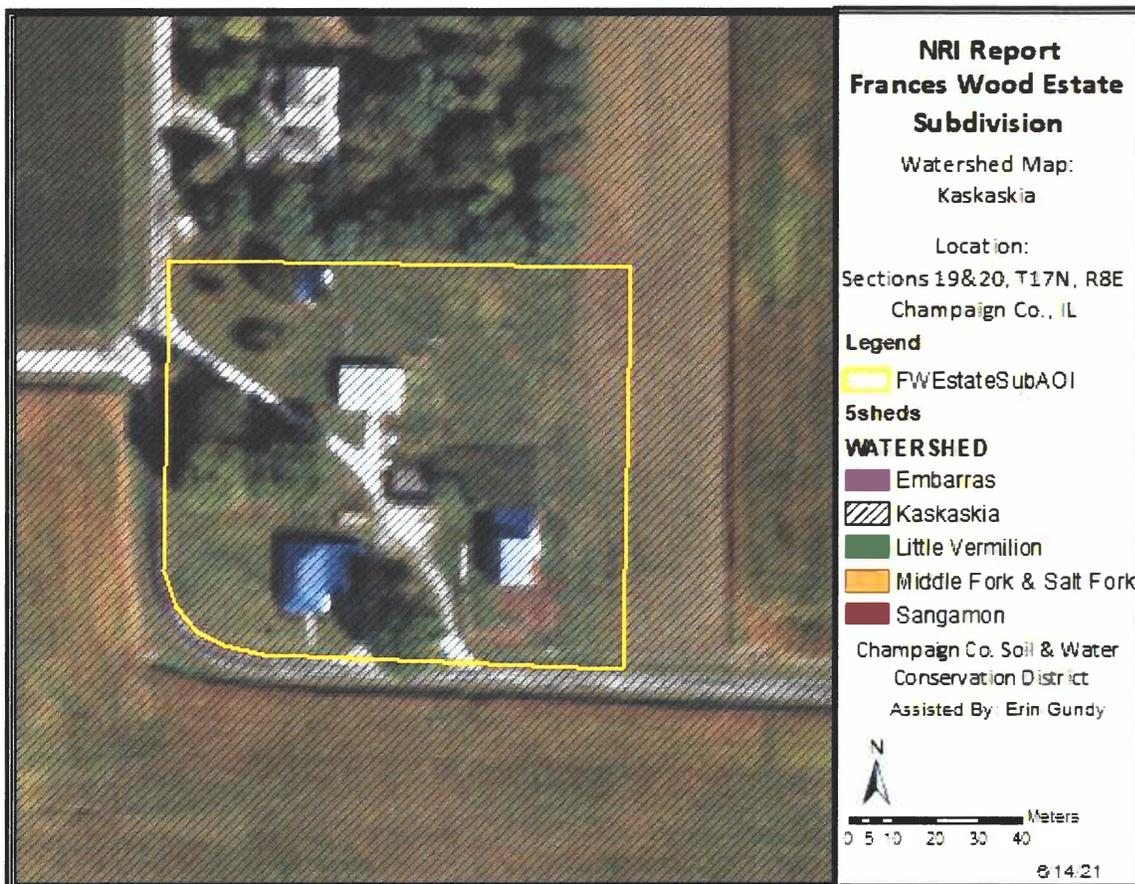 NRI Report
Frances Wood Estate
Subdivision
Watershed Map:
Kaskaskia
Location:
Sections 19&20, T17N, R8E
Champaign Co., IL
Legend
FWEstateSubAOI
5sheds
WATERSHED
Embarras
Kaskaskia
Little Vermilion
Middle Fork & Salt Fork
Sangamon
Champaign Co. Soil & Water
Conservation District
Assisted By: Erin Gundy
N
Meters
0 5 10 20 30 40
6/14/21